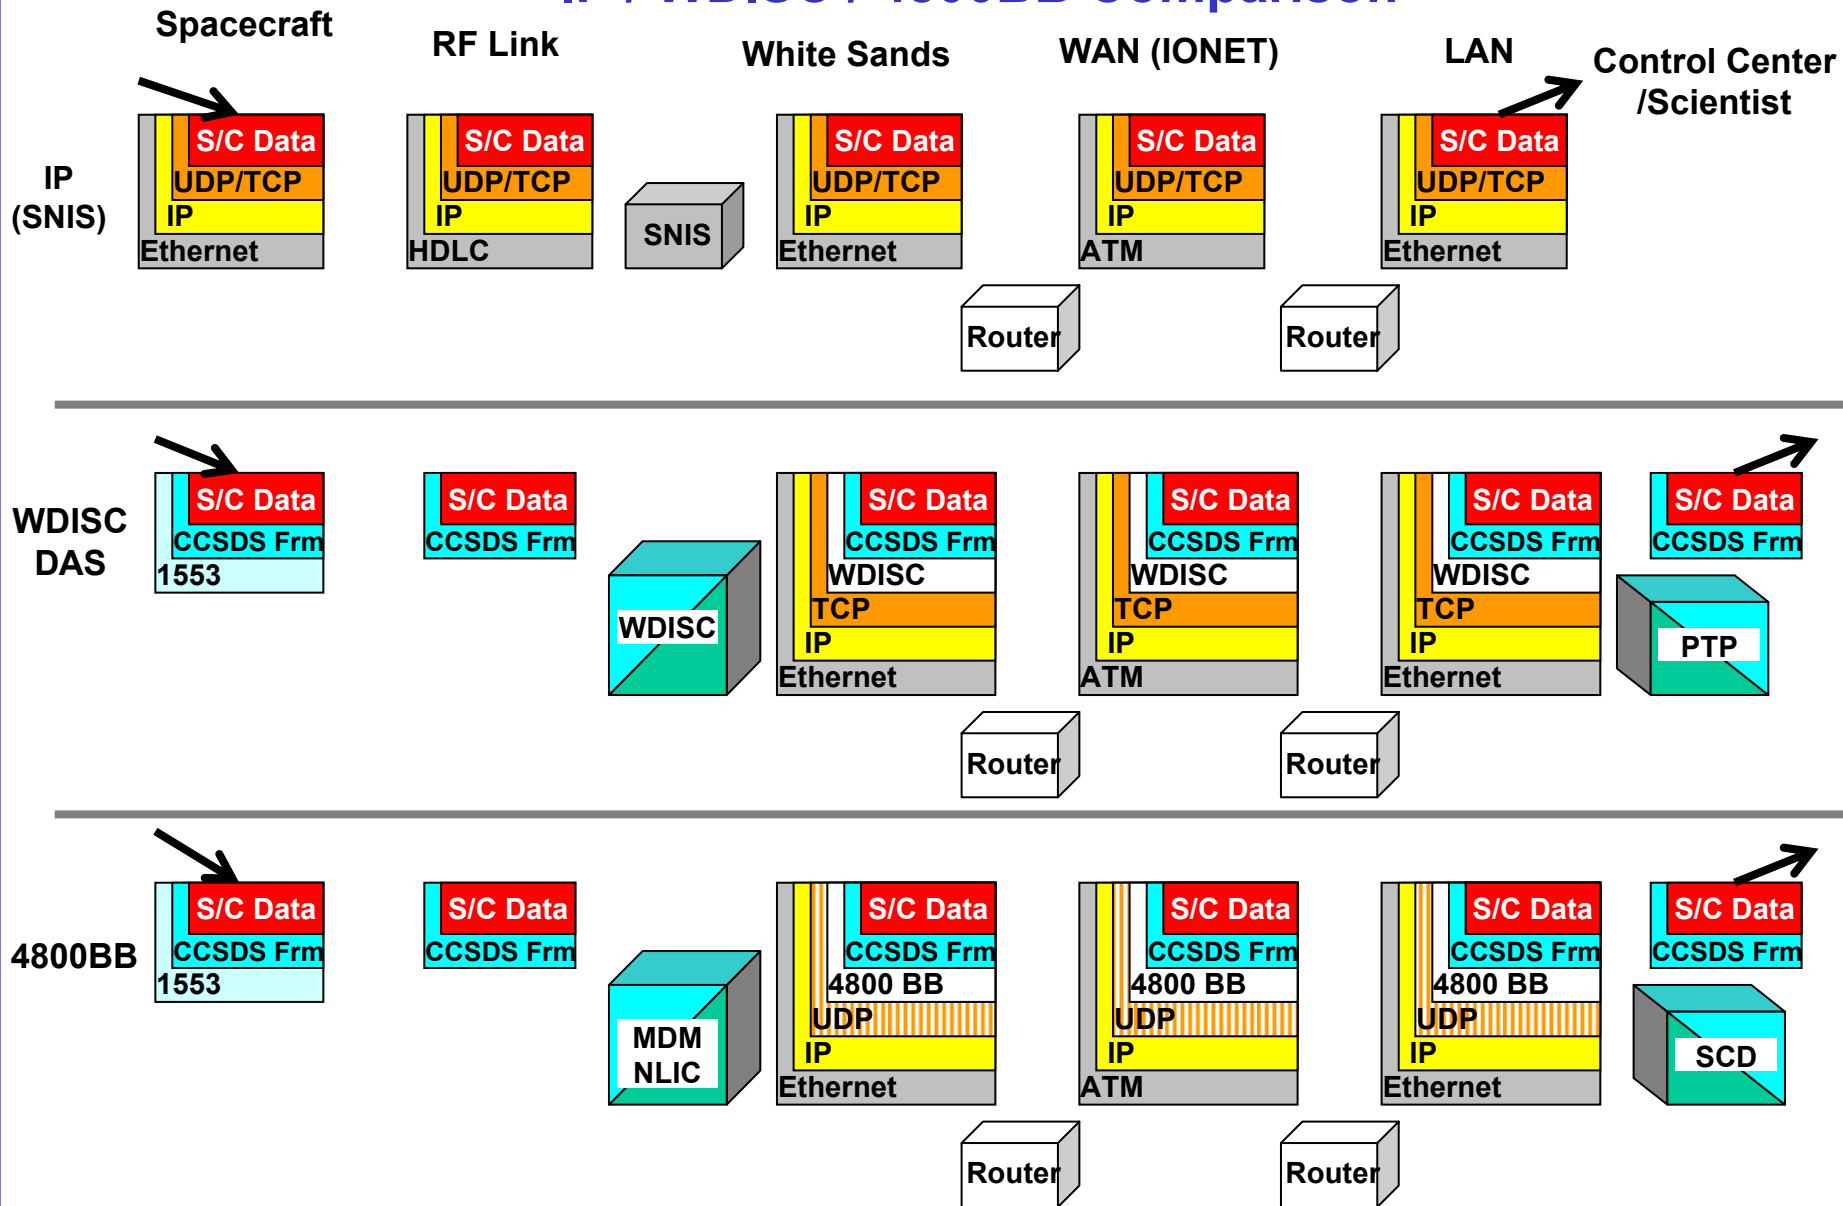 IP / WDISC / 4800BB Comparison
Spacecraft
RF Link
White Sands
WAN (IONET)
LAN
Control Center
/Scientist
IP
(SNIS)
S/C Data
UDP/TCP
IP
Ethernet
S/C Data
UDP/TCP
IP
HDLC
SNIS
S/C Data
UDP/TCP
IP
Ethernet
Router
S/C Data
UDP/TCP
IP
ATM
Router
S/C Data
UDP/TCP
IP
Ethernet
WDISC
DAS
S/C Data
CCSDS Frm
1553
S/C Data
CCSDS Frm
WDISC
S/C Data
CCSDS Frm
WDISC
TCP
IP
Ethernet
Router
S/C Data
CCSDS Frm
WDISC
TCP
IP
ATM
Router
S/C Data
CCSDS Frm
WDISC
TCP
IP
Ethernet
S/C Data
CCSDS Frm
PTP
4800BB
S/C Data
CCSDS Frm
1553
S/C Data
CCSDS Frm
MDM
NLIC
S/C Data
CCSDS Frm
4800 BB
UDP
IP
Ethernet
Router
S/C Data
CCSDS Frm
4800 BB
UDP
IP
ATM
Router
S/C Data
CCSDS Frm
4800 BB
UDP
IP
Ethernet
S/C Data
CCSDS Frm
SCD